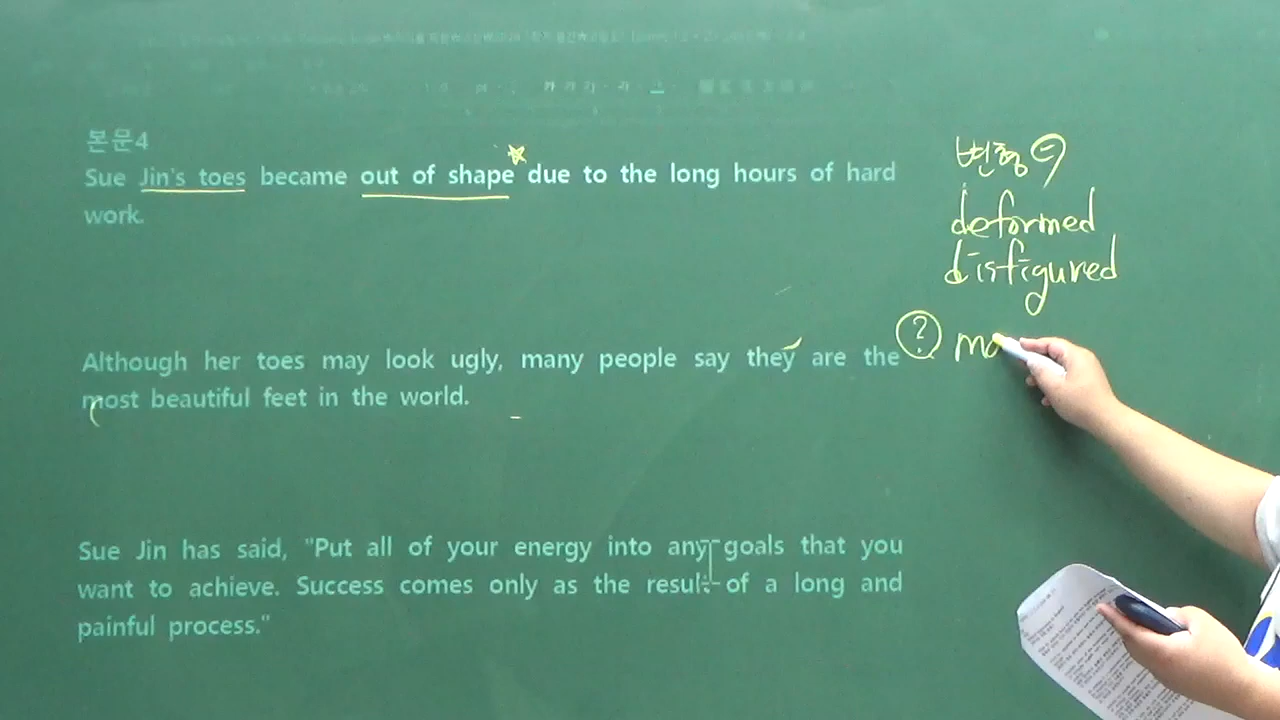 본문4
Sue Jin's toes became out of shape due to the long hours of hard
work.
Although her toes may look ugly, many people say they are the
most beautiful feet in the world.
Sue Jin has said, "Put all of your energy into any goals that you
want to achieve. Success comes only as the result of a long and
painful process."
변형된
deformed
disfigured
? mo